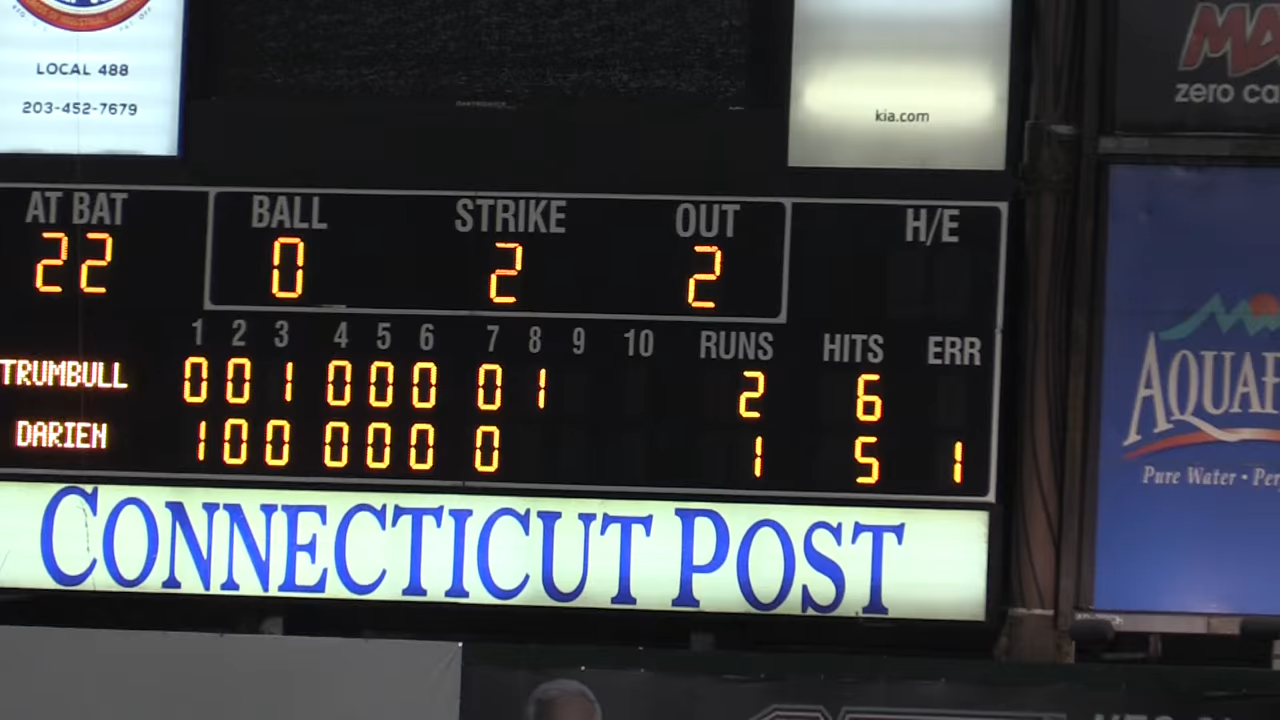 LOCAL 488
203-452-7679
kia.com
zero ca
AT BAT BALL STRIKE OUT H/E
22 0 2 2
1 2 3 4 5 6 7 8 9 10 RUNS HITS ERR
TRUMBULL 0 0 1 0 0 0 0 1 2 6
DARIEN 1 0 0 0 0 0 0 1 5 1
CONNECTICUT POST
AQUAF
Pure Water • Per